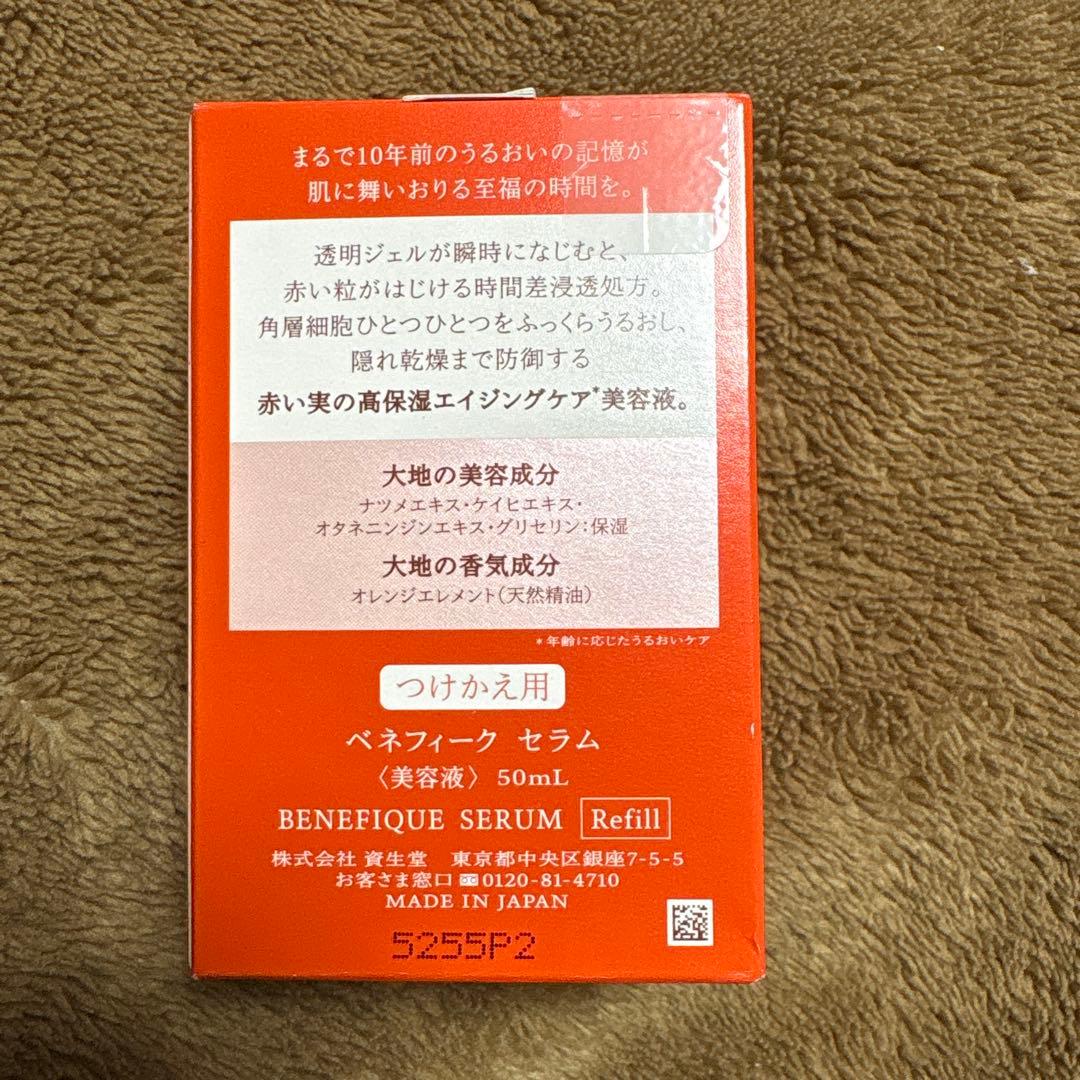 まるで10年前のうるおいの記憶が
肌に舞いおりる至福の時間を。
透明ジェルが瞬時になじむと、
赤い粒がはじける時間差浸透処方。
角層細胞ひとつひとつをふっくらうるおし、
隠れ乾燥まで防御する
赤い実の高保湿エイジングケア*美容液。
大地の美容成分
ナツメエキス・ケイヒエキス・
オタネニンジンエキス・グリセリン：保湿
大地の香気成分
オレンジエレメント（天然精油）
*年齢に応じたうるおいケア
つけかえ用
ベネフィーク セラム
〈美容液〉 50mL
BENEFIQUE SERUM Refill
株式会社 資生堂 東京都中央区銀座7-5-5
お客さま窓口 0120-81-4710
MADE IN JAPAN
5255P2